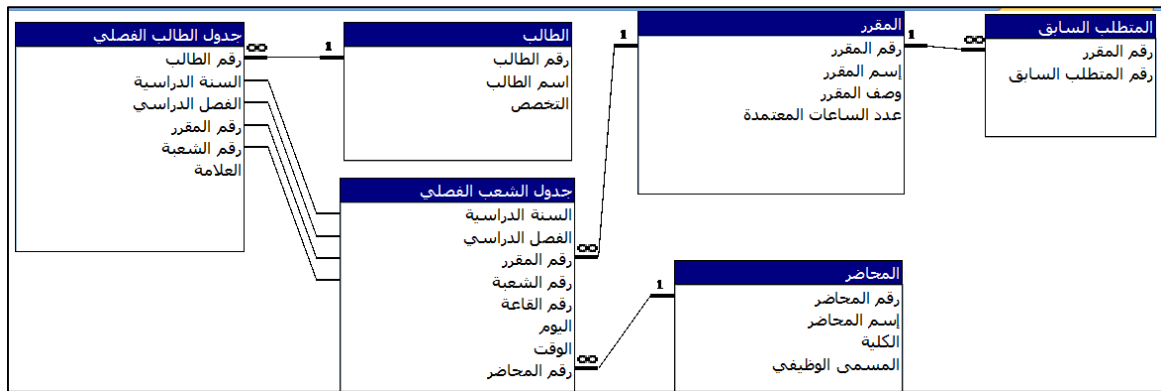 المتطلب السابق
رقم المقرر
رقم المتطلب السابق
1
∞
المقرر
رقم المقرر
إسم المقرر
وصف المقرر
عدد الساعات المعتمدة
1
الطالب
رقم الطالب
اسم الطالب
التخصص
1
∞
جدول الطالب الفصلي
رقم الطالب
السنة الدراسية
الفصل الدراسي
رقم المقرر
رقم الشعبة
العلامة
المحاضر
رقم المحاضر
إسم المحاضر
الكلية
المسمى الوظيفي
1
∞
∞
جدول الشعب الفصلي
السنة الدراسية
الفصل الدراسي
رقم المقرر
رقم الشعبة
رقم القاعة
اليوم
الوقت
رقم المحاضر